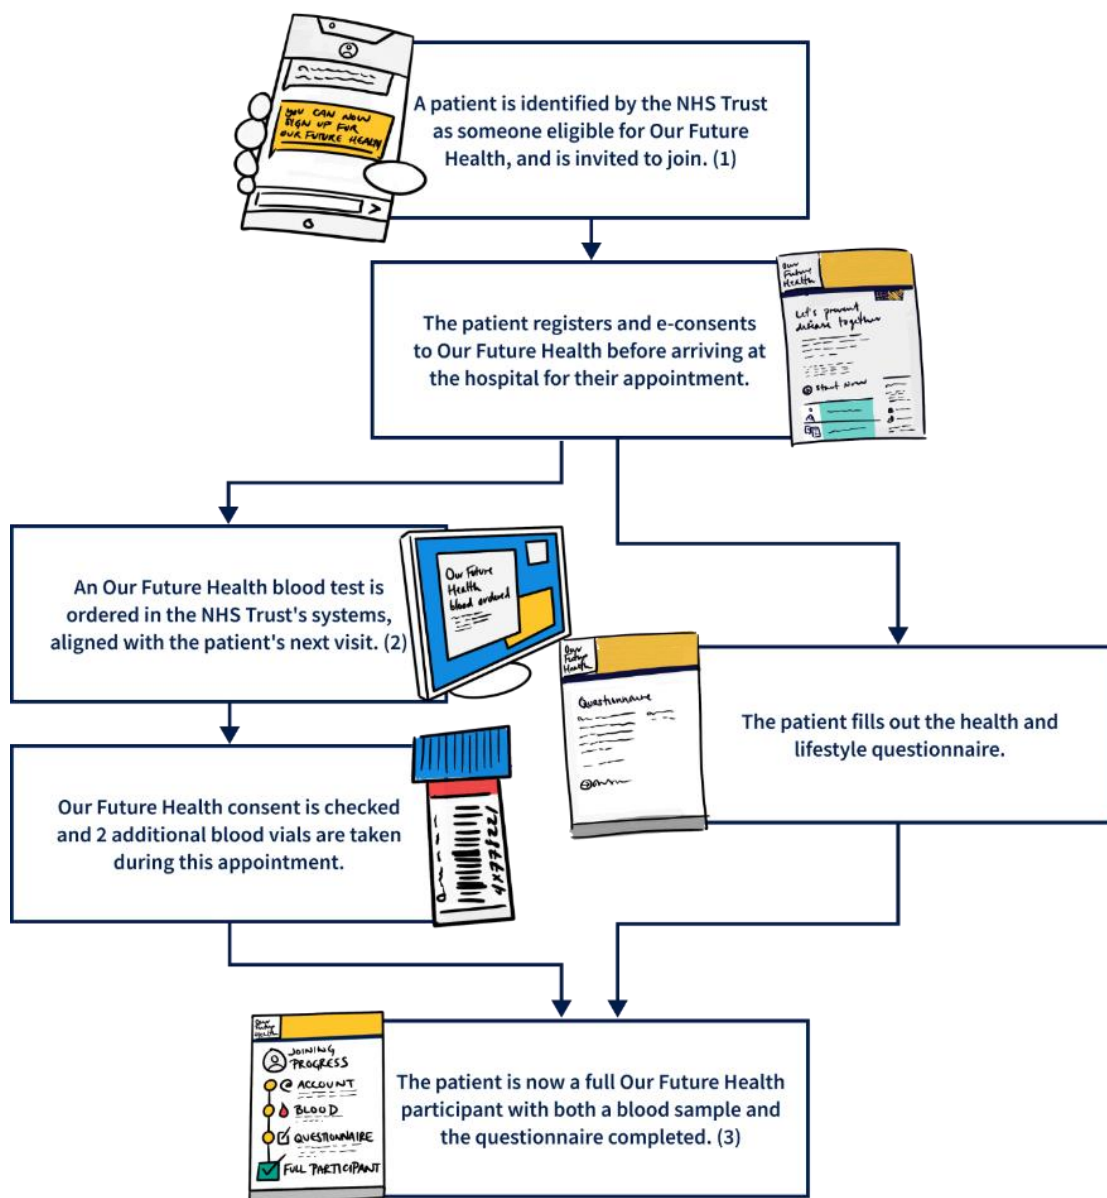 YOU CAN NOW
SIGN UP FOR
OUR FUTURE HEALTH
A patient is identified by the NHS Trust
as someone eligible for Our Future
Health, and is invited to join. (1)
The patient registers and e-consents
to Our Future Health before arriving at
the hospital for their appointment.
Our
Future
Health
Let's prevent
disease together
Start Now
An Our Future Health blood test is
ordered in the NHS Trust's systems,
aligned with the patient's next visit. (2)
Our Future
Health
blood ordered
Our
Future
Health
Questionnaire
The patient fills out the health and
lifestyle questionnaire.
Our Future Health consent is checked
and 2 additional blood vials are taken
during this appointment.
Our
Future
Health
JOINING
PROGRESS
ACCOUNT
BLOOD
QUESTIONNAIRE
FULL PARTICIPANT
The patient is now a full Our Future Health
participant with both a blood sample and
the questionnaire completed. (3)